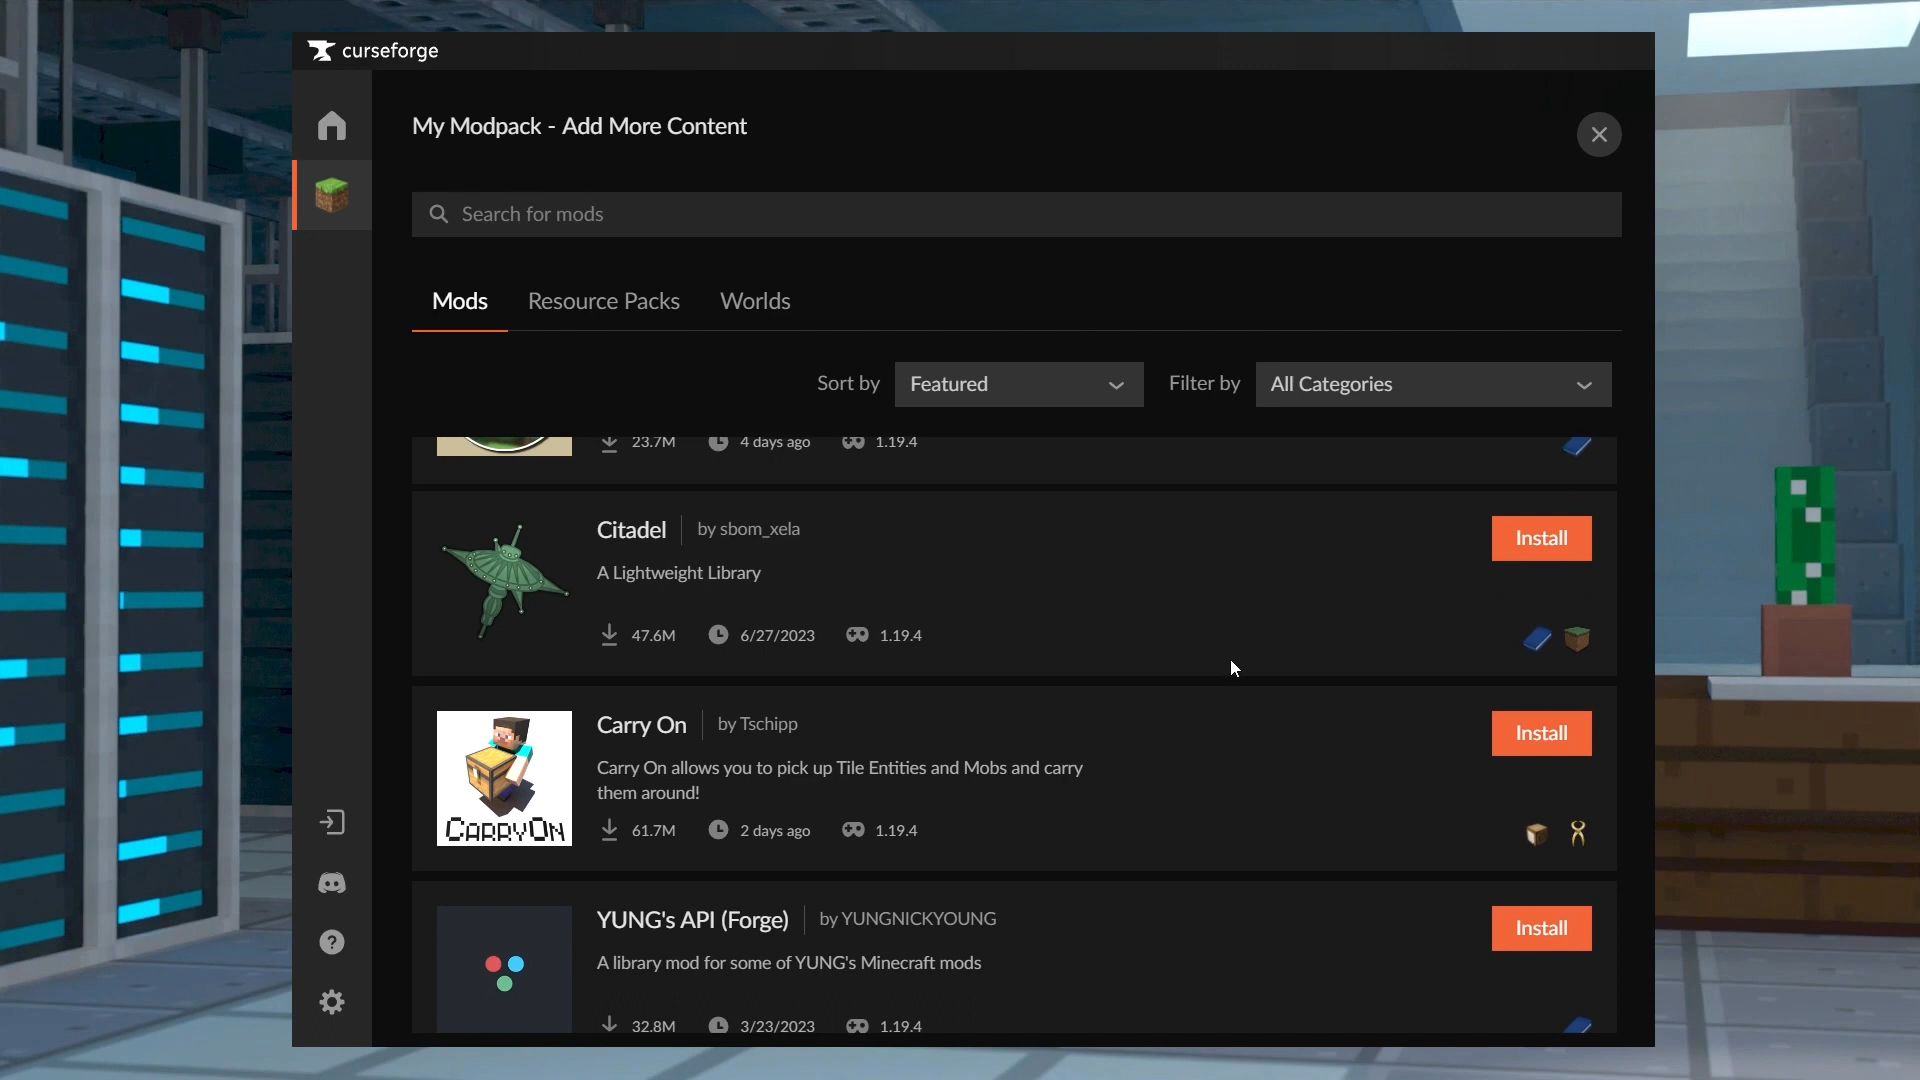 curseforge
My Modpack - Add More Content
Search for mods
Mods Resource Packs Worlds
Sort by Featured Filter by All Categories
23.7M 4 days ago 1.19.4
Citadel by sbom_xela
Install
A Lightweight Library
47.6M 6/27/2023 1.19.4
Carry On by Tschipp
Install
Carry On allows you to pick up Tile Entities and Mobs and carry
them around!
CARRYON
61.7M 2 days ago 1.19.4
YUNG's API (Forge) by YUNGNICKYOUNG
Install
A library mod for some of YUNG's Minecraft mods
32.8M 3/23/2023 1.19.4